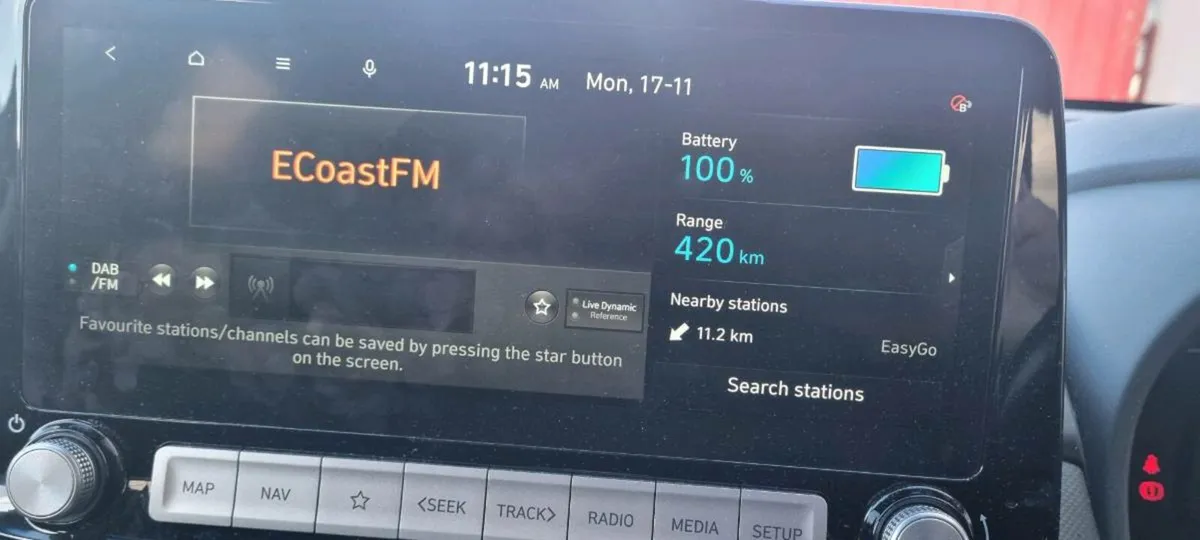 11:15 AM Mon, 17-11
ECoastFM
Battery
100 %
Range
420 km
DAB
/FM
Live Dynamic
Reference
Favourite stations/channels can be saved by pressing the star button
on the screen.
Nearby stations
11.2 km
EasyGo
Search stations
MAP
NAV
<SEEK
TRACK>
RADIO
MEDIA
SETUP